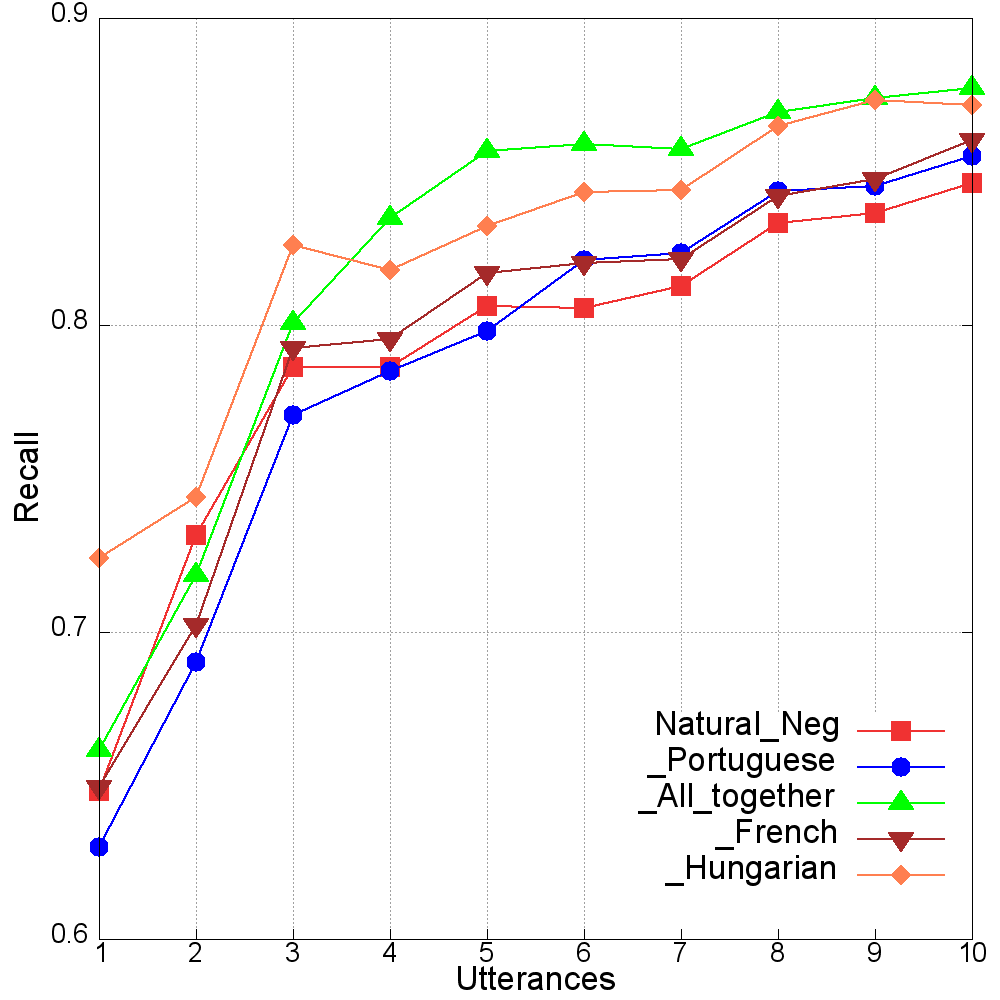 0.9
0.8
0.7
0.6
Recall
Natural_Neg
_Portuguese
_All_together
_French
_Hungarian
1 2 3 4 5 6 7 8 9 10
Utterances